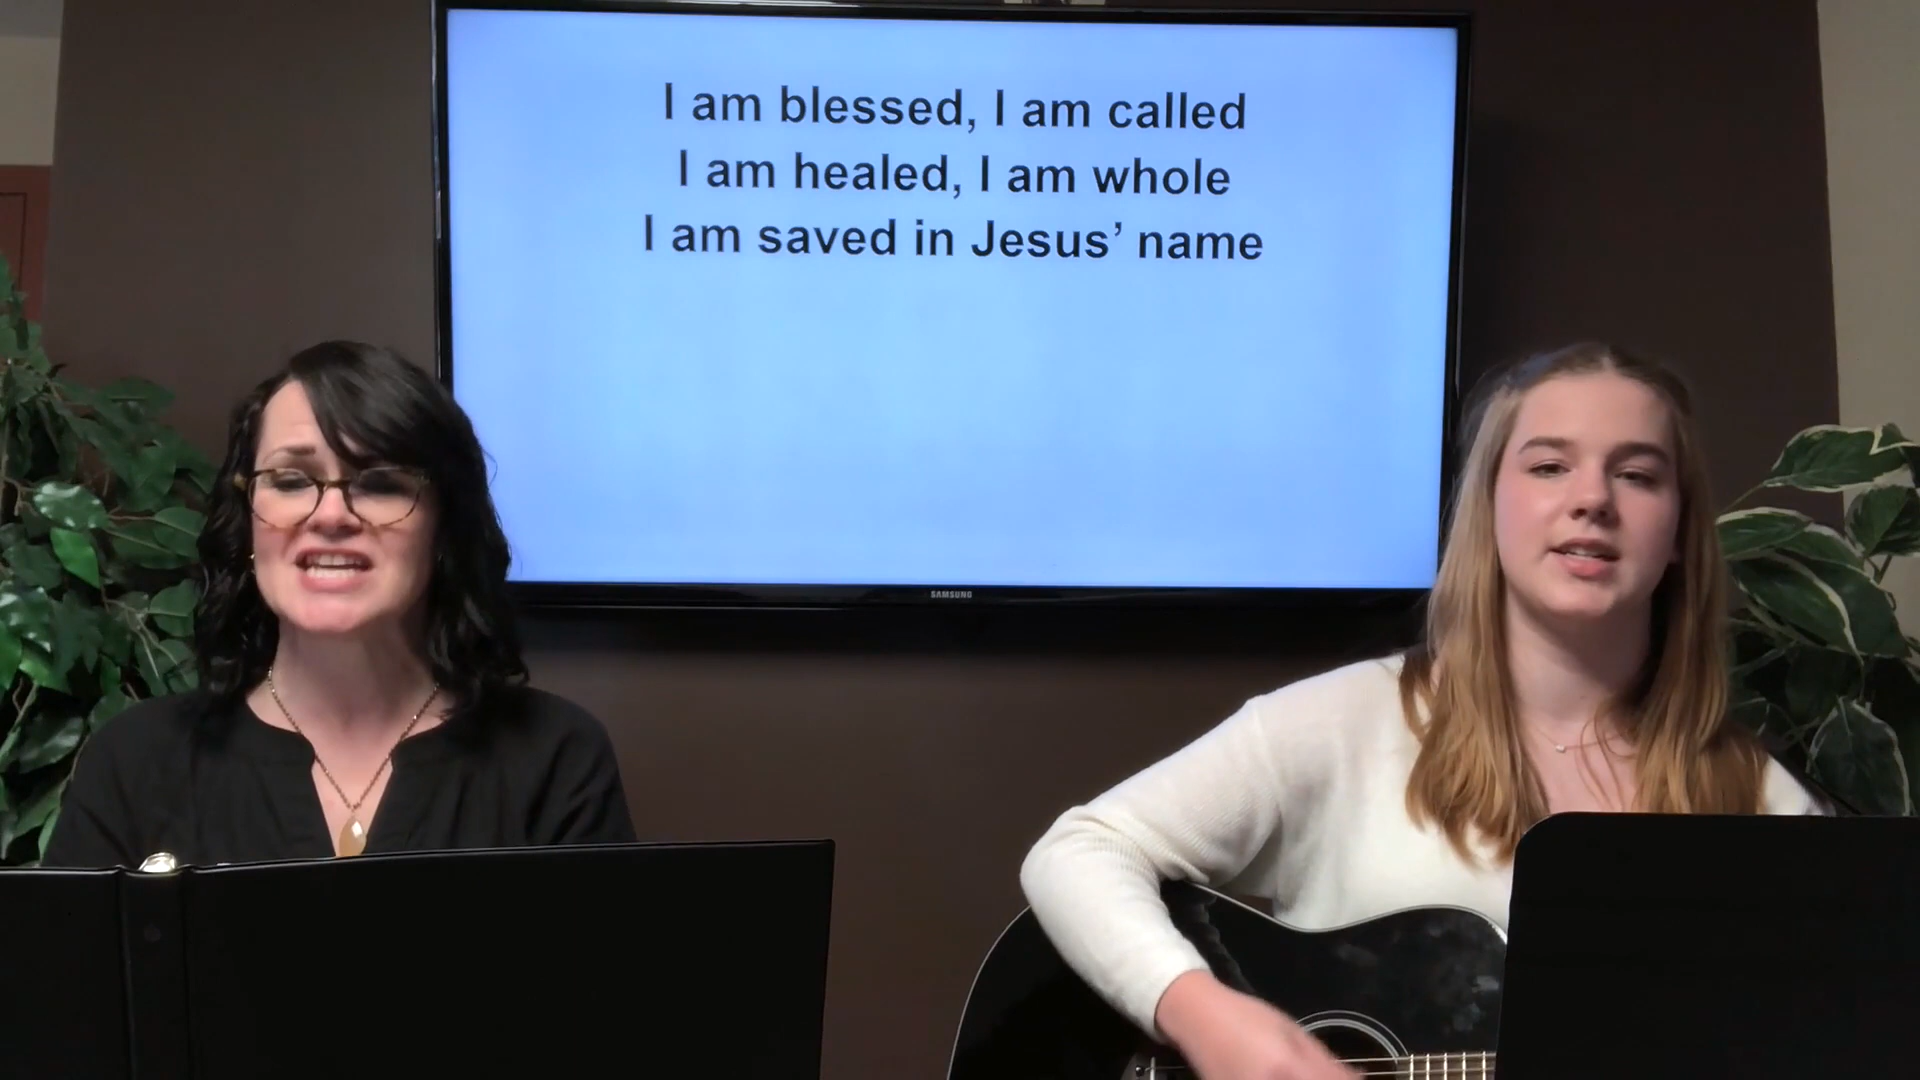 I am blessed, I am called
I am healed, I am whole
I am saved in Jesus’ name
SAMSUNG